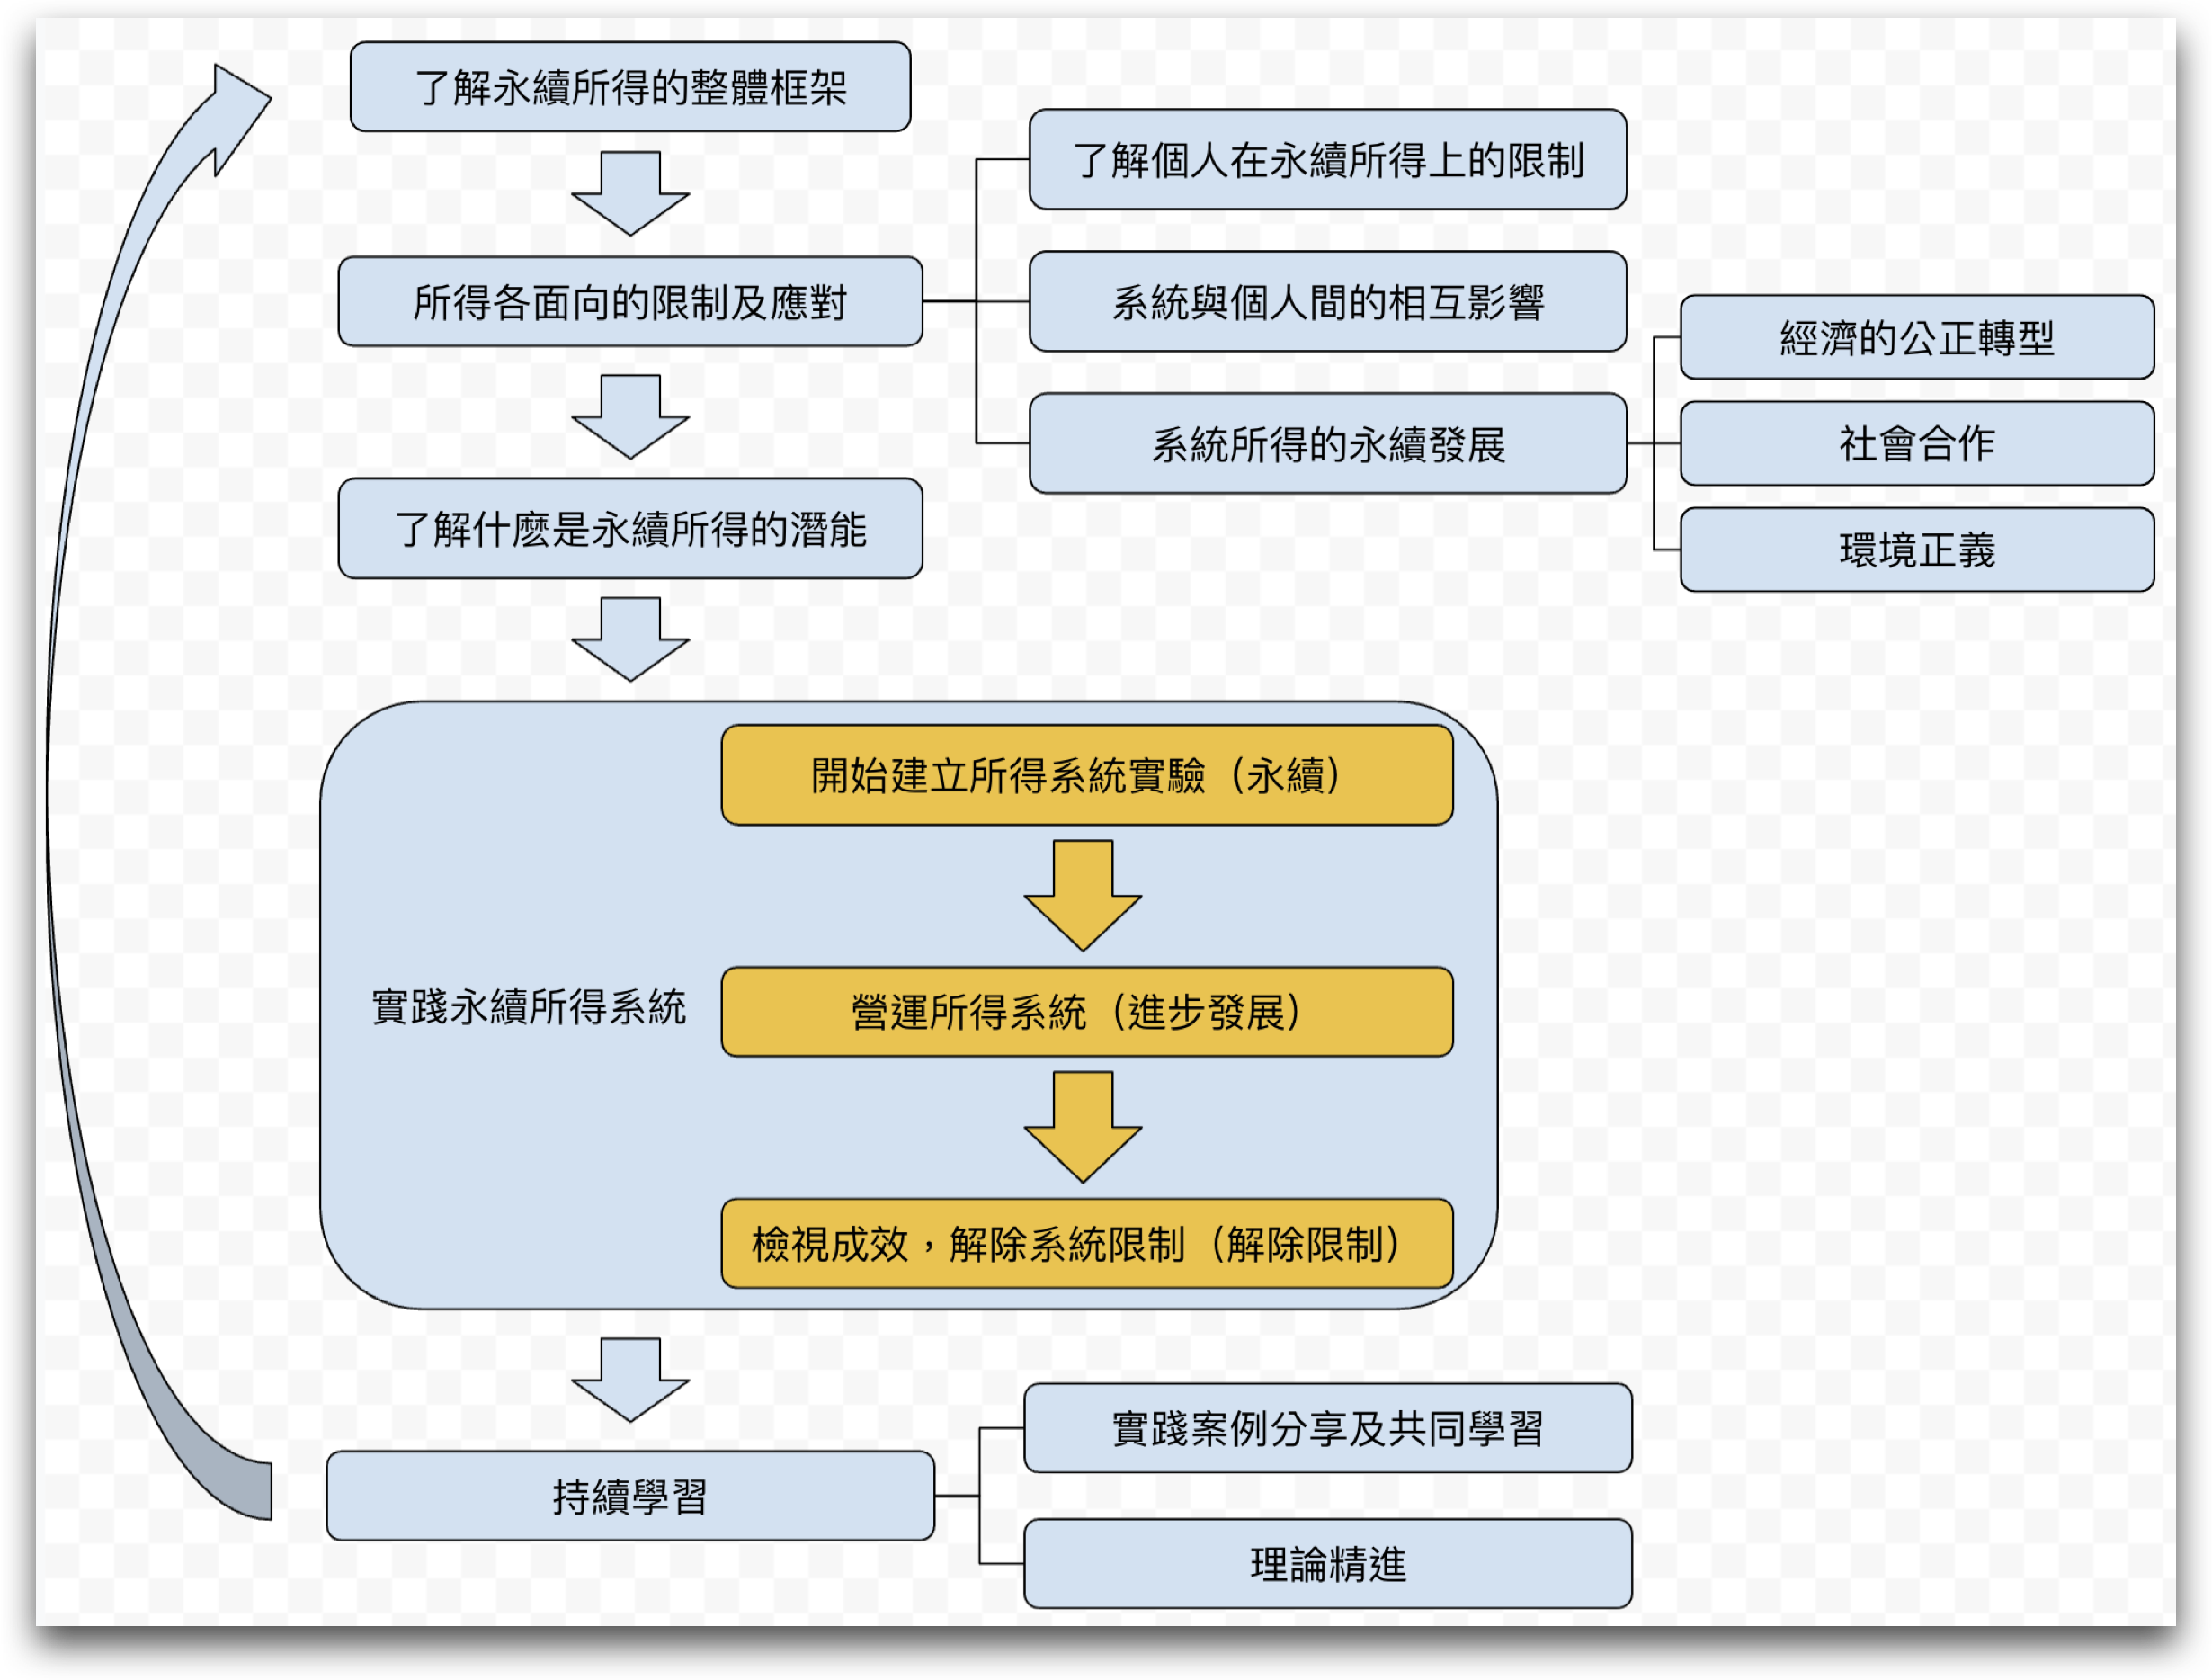 了解永續所得的整體框架
了解個人在永續所得上的限制
所得各面向的限制及應對
系統與個人間的相互影響
系統所得的永續發展
經濟的公正轉型
社會合作
環境正義
了解什麼是永續所得的潛能
實踐永續所得系統
開始建立所得系統實驗（永續）
營運所得系統（進步發展）
檢視成效，解除系統限制（解除限制）
持續學習
實踐案例分享及共同學習
理論精進